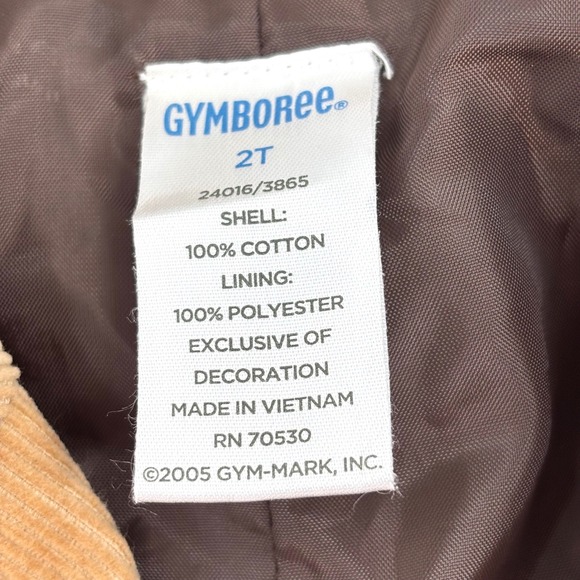 GYMBOREE®
2T
24016/3865
SHELL:
100% COTTON
LINING:
100% POLYESTER
EXCLUSIVE OF
DECORATION
MADE IN VIETNAM
RN 70530
©2005 GYM-MARK, INC.